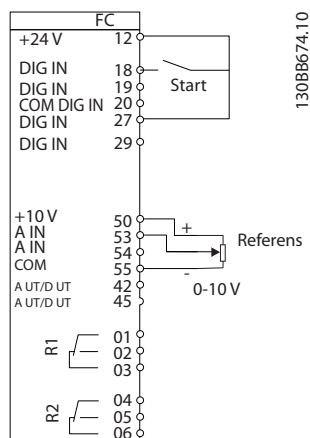 FC
+24 V 12
DIG IN 18
DIG IN 19
COM DIG IN 20
DIG IN 27
DIG IN 29
Start
+10 V 50
A IN 53
A IN 54
COM 55
A UT/D UT 42
A UT/D UT 45
+
Referens
-
0-10 V
R1
01
02
03
R2
04
05
06
130BB674.10